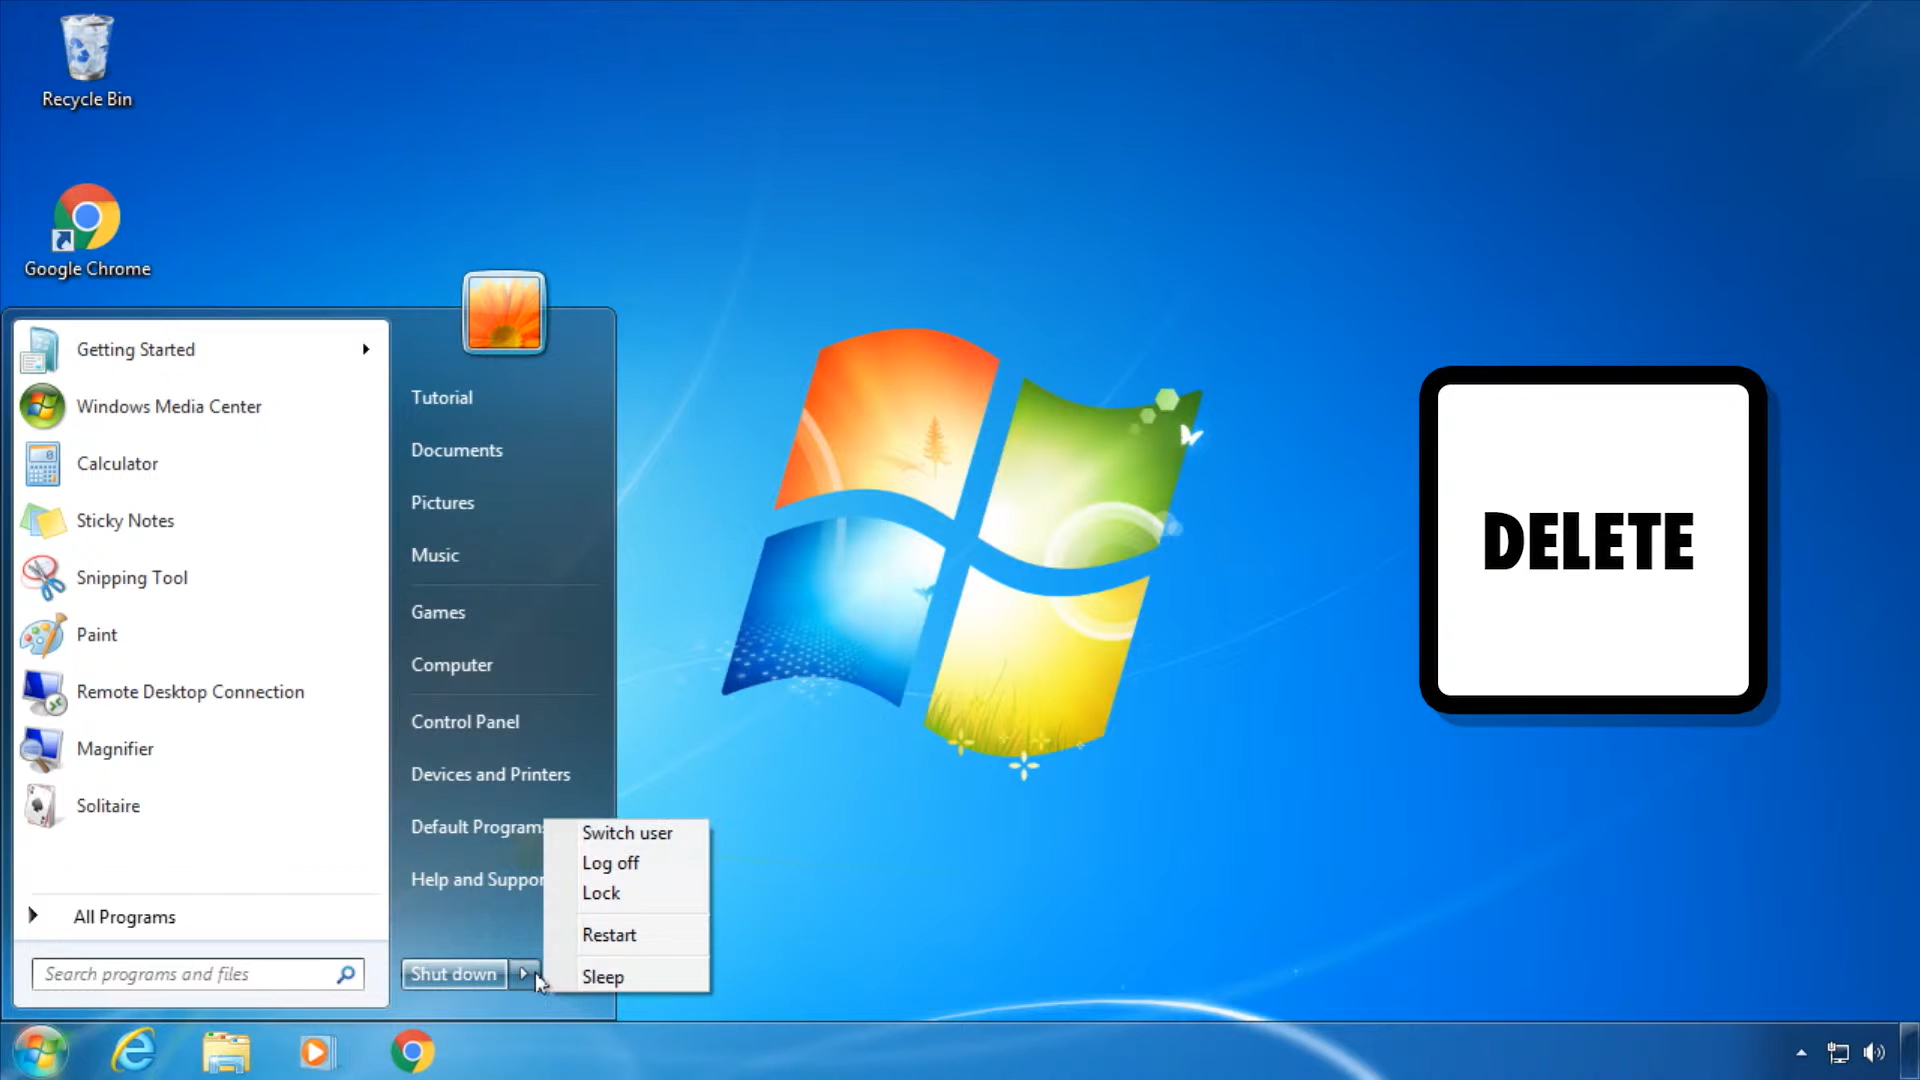 Recycle Bin
Google Chrome
Getting Started
Windows Media Center
Calculator
Sticky Notes
Snipping Tool
Paint
Remote Desktop Connection
Magnifier
Solitaire
All Programs
Search programs and files
Tutorial
Documents
Pictures
Music
Games
Computer
Control Panel
Devices and Printers
Default Programs
Help and Suppor
Shut down
Switch user
Log off
Lock
Restart
Sleep
DELETE